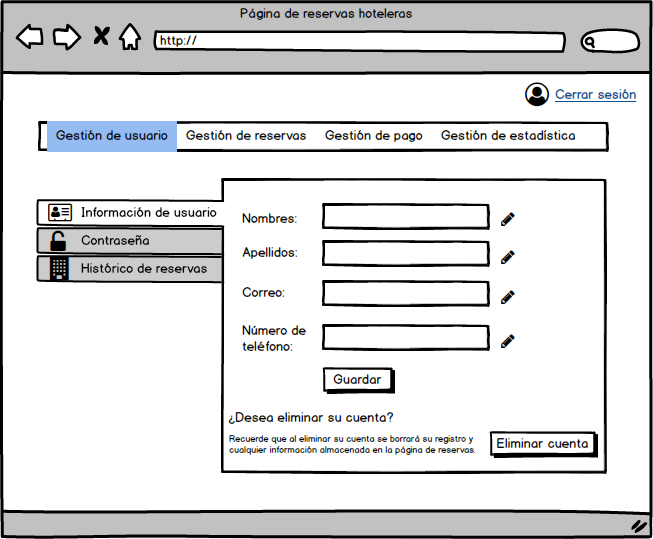 Página de reservas hoteleras
http://
Cerrar sesión
Gestión de usuario Gestión de reservas Gestión de pago Gestión de estadística
Información de usuario
Contraseña
Histórico de reservas
Nombres:
Apellidos:
Correo:
Número de
teléfono:
Guardar
¿Desea eliminar su cuenta?
Recuerde que al eliminar su cuenta se borrará su registro y
cualquier información almacenada en la página de reservas.
Eliminar cuenta